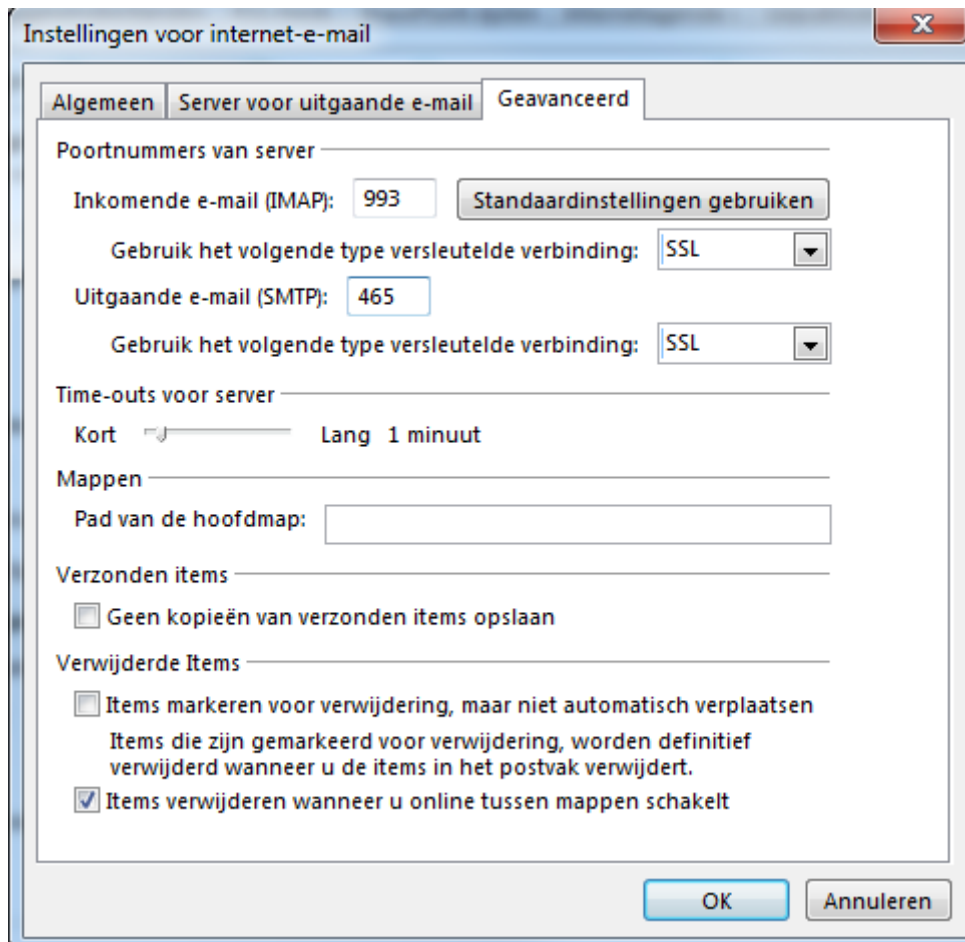 Instellingen voor internet-e-mail
Algemeen Server voor uitgaande e-mail Geavanceerd
Poortnummers van server
Inkomende e-mail (IMAP): 993 Standaardinstellingen gebruiken
Gebruik het volgende type versleutelde verbinding: SSL
Uitgaande e-mail (SMTP): 465
Gebruik het volgende type versleutelde verbinding: SSL
Time-outs voor server
Kort Lang 1 minuut
Mappen
Pad van de hoofdmap:
Verzonden items
Geen kopieën van verzonden items opslaan
Verwijderde Items
Items markeren voor verwijdering, maar niet automatisch verplaatsen
Items die zijn gemarkeerd voor verwijdering, worden definitief
verwijderd wanneer u de items in het postvak verwijdert.
Items verwijderen wanneer u online tussen mappen schakelt
OK Annuleren